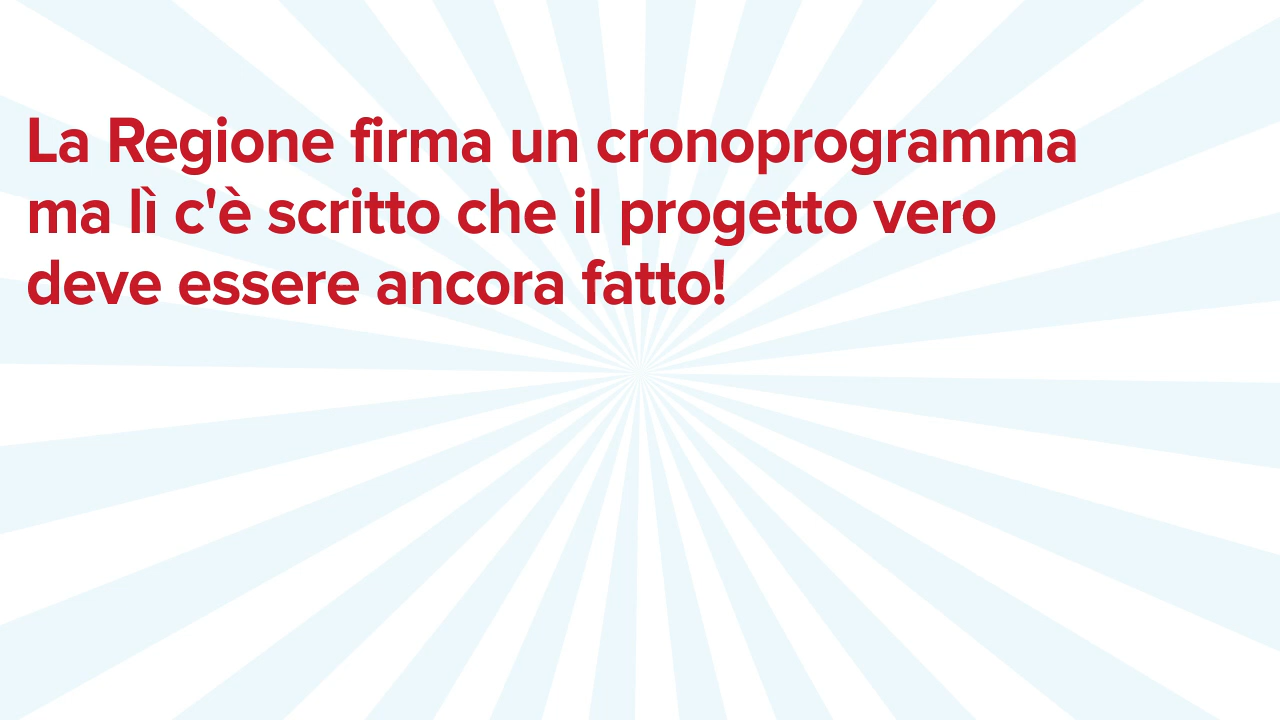 La Regione firma un cronoprogramma
ma lì c'è scritto che il progetto vero
deve essere ancora fatto!